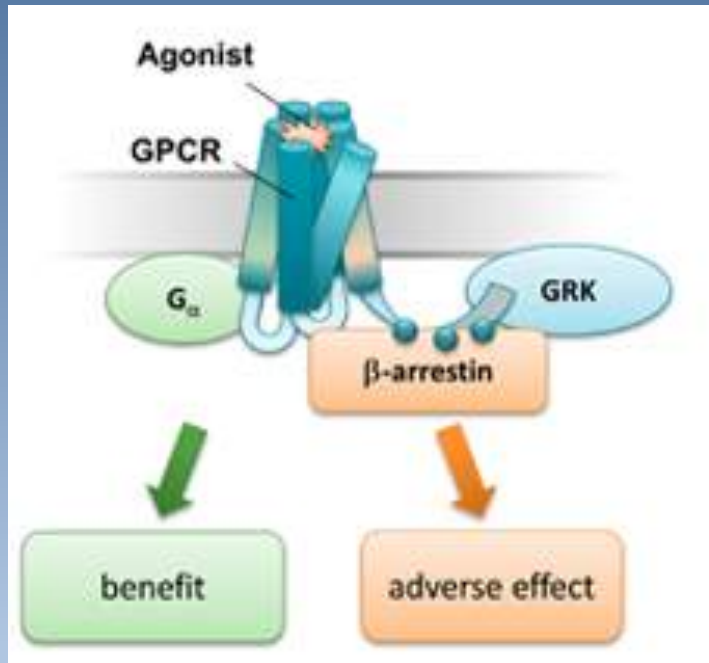 Agonist
GPCR
Gα
GRK
β-arrestin
benefit
adverse effect